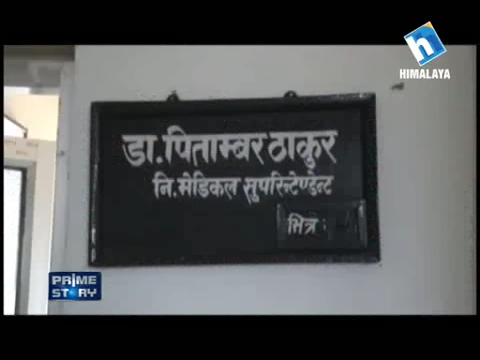 HIMALAYA
डा. पिताम्बर ठाकुर
नि. मेडिकल सुपरिन्टेण्डेन्ट
भित्र :
PRIME
STORY